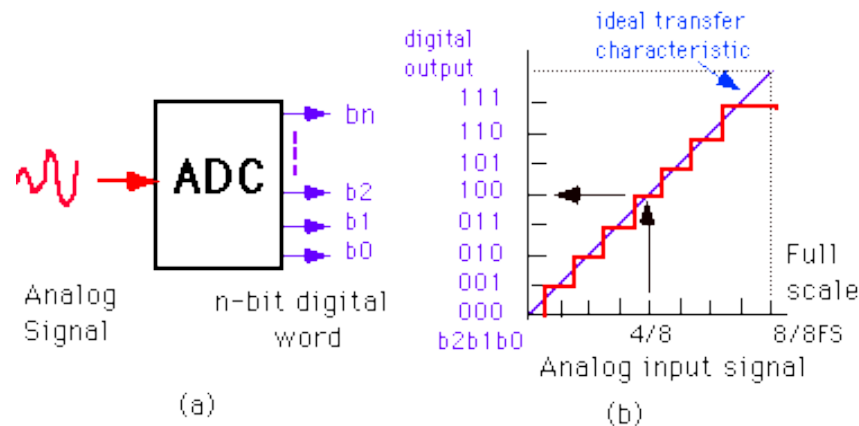 ADC
bn
b2
b1
b0
Analog
Signal
n-bit digital
word
(a)
digital
output
ideal transfer
characteristic
111
110
101
100
011
010
001
000
b2b1b0
4/8
8/8FS
Full
scale
Analog input signal
(b)